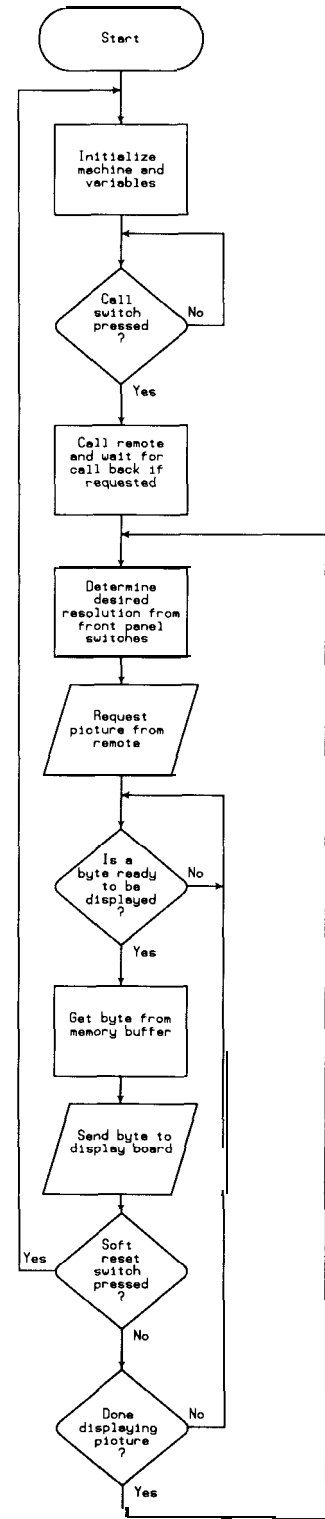 Start
Initialize
machine and
variables
Call
switch
pressed
?
No
Yes
Call remote
and wait for
call back if
requested
Determine
desired
resolution from
front panel
switches
Request
picture from
remote
Is a
byte ready
to be
displayed
?
No
Yes
Get byte from
memory buffer
Send byte to
display board
Soft
reset
switch
pressed
?
Yes
No
Done
displaying
picture
?
No
Yes